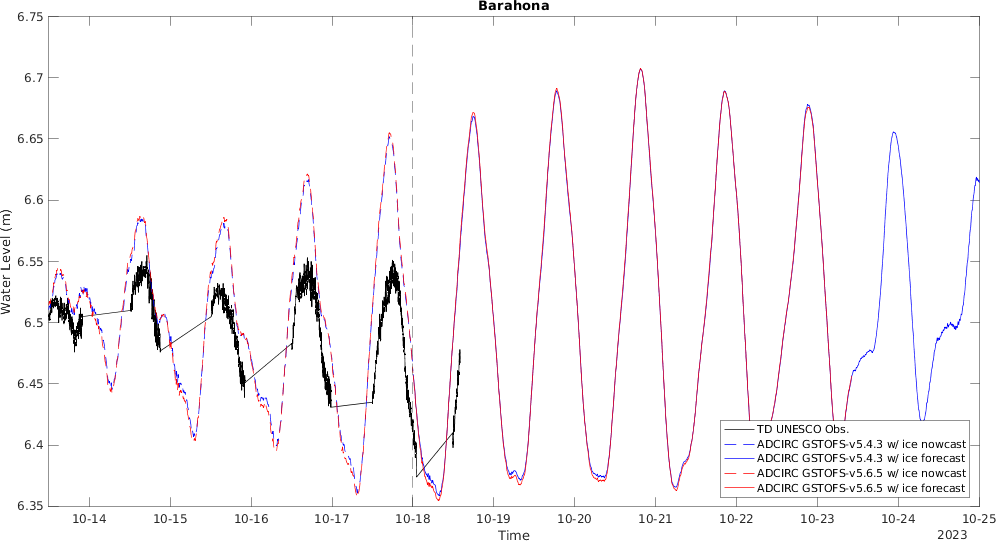 Barahona
6.75
6.7
6.65
6.6
6.55
6.5
6.45
6.4
6.35
Water Level (m)
TD UNESCO Obs.
ADCIRC GSTOFS-v5.4.3 w/ ice nowcast
ADCIRC GSTOFS-v5.4.3 w/ ice forecast
ADCIRC GSTOFS-v5.6.5 w/ ice nowcast
ADCIRC GSTOFS-v5.6.5 w/ ice forecast
10-14 10-15 10-16 10-17 10-18 10-19 10-20 10-21 10-22 10-23 10-24 10-25
Time
2023